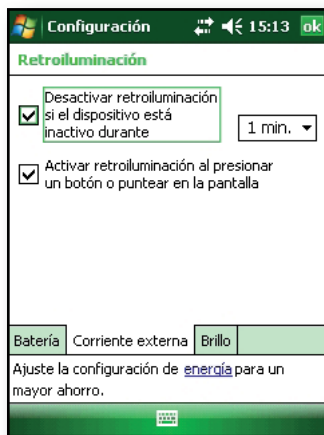 Configuración 15:13 ok
Retroiluminación
Desactivar retroiluminación
si el dispositivo está
inactivo durante
1 min.
Activar retroiluminación al presionar
un botón o puntear en la pantalla
Batería Corriente externa Brillo
Ajuste la configuración de energía para un
mayor ahorro.